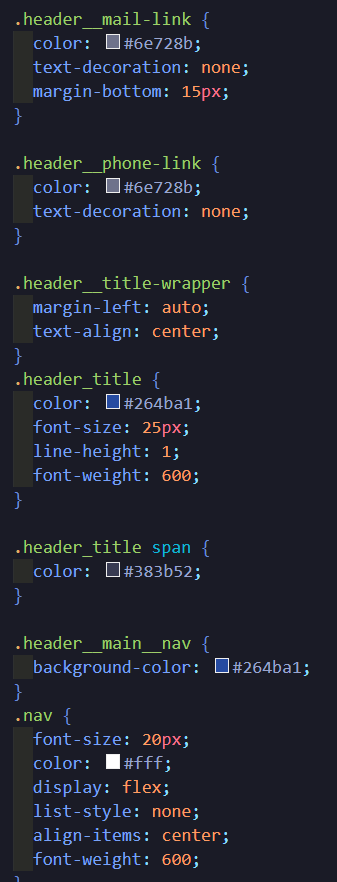 .header__mail-link {
color: #6e728b;
text-decoration: none;
margin-bottom: 15px;
}
.header__phone-link {
color: #6e728b;
text-decoration: none;
}
.header__title-wrapper {
margin-left: auto;
text-align: center;
}
.header_title {
color: #264ba1;
font-size: 25px;
line-height: 1;
font-weight: 600;
}
.header_title span {
color: #383b52;
}
.header__main__nav {
background-color: #264ba1;
}
.nav {
font-size: 20px;
color: #fff;
display: flex;
list-style: none;
align-items: center;
font-weight: 600;
}